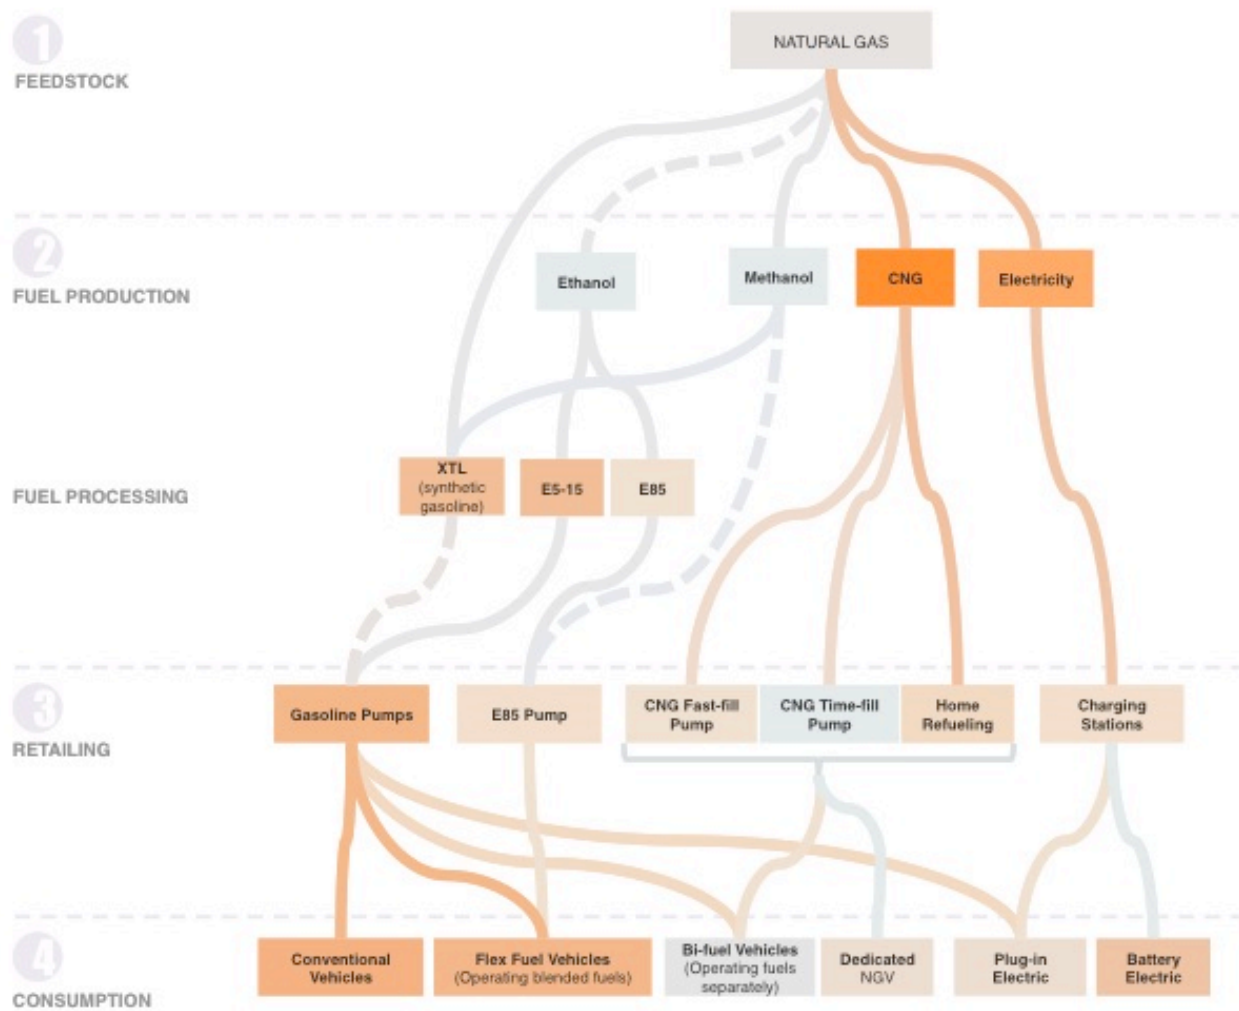 1
FEEDSTOCK
NATURAL GAS
2
FUEL PRODUCTION
Ethanol
Methanol
CNG
Electricity
FUEL PROCESSING
XTL
(synthetic
gasoline)
E5-15
E85
3
RETAILING
Gasoline Pumps
E85 Pump
CNG Fast-fill
Pump
CNG Time-fill
Pump
Home
Refueling
Charging
Stations
4
CONSUMPTION
Conventional
Vehicles
Flex Fuel Vehicles
(Operating blended fuels)
Bi-fuel Vehicles
(Operating fuels
separately)
Dedicated
NGV
Plug-in
Electric
Battery
Electric